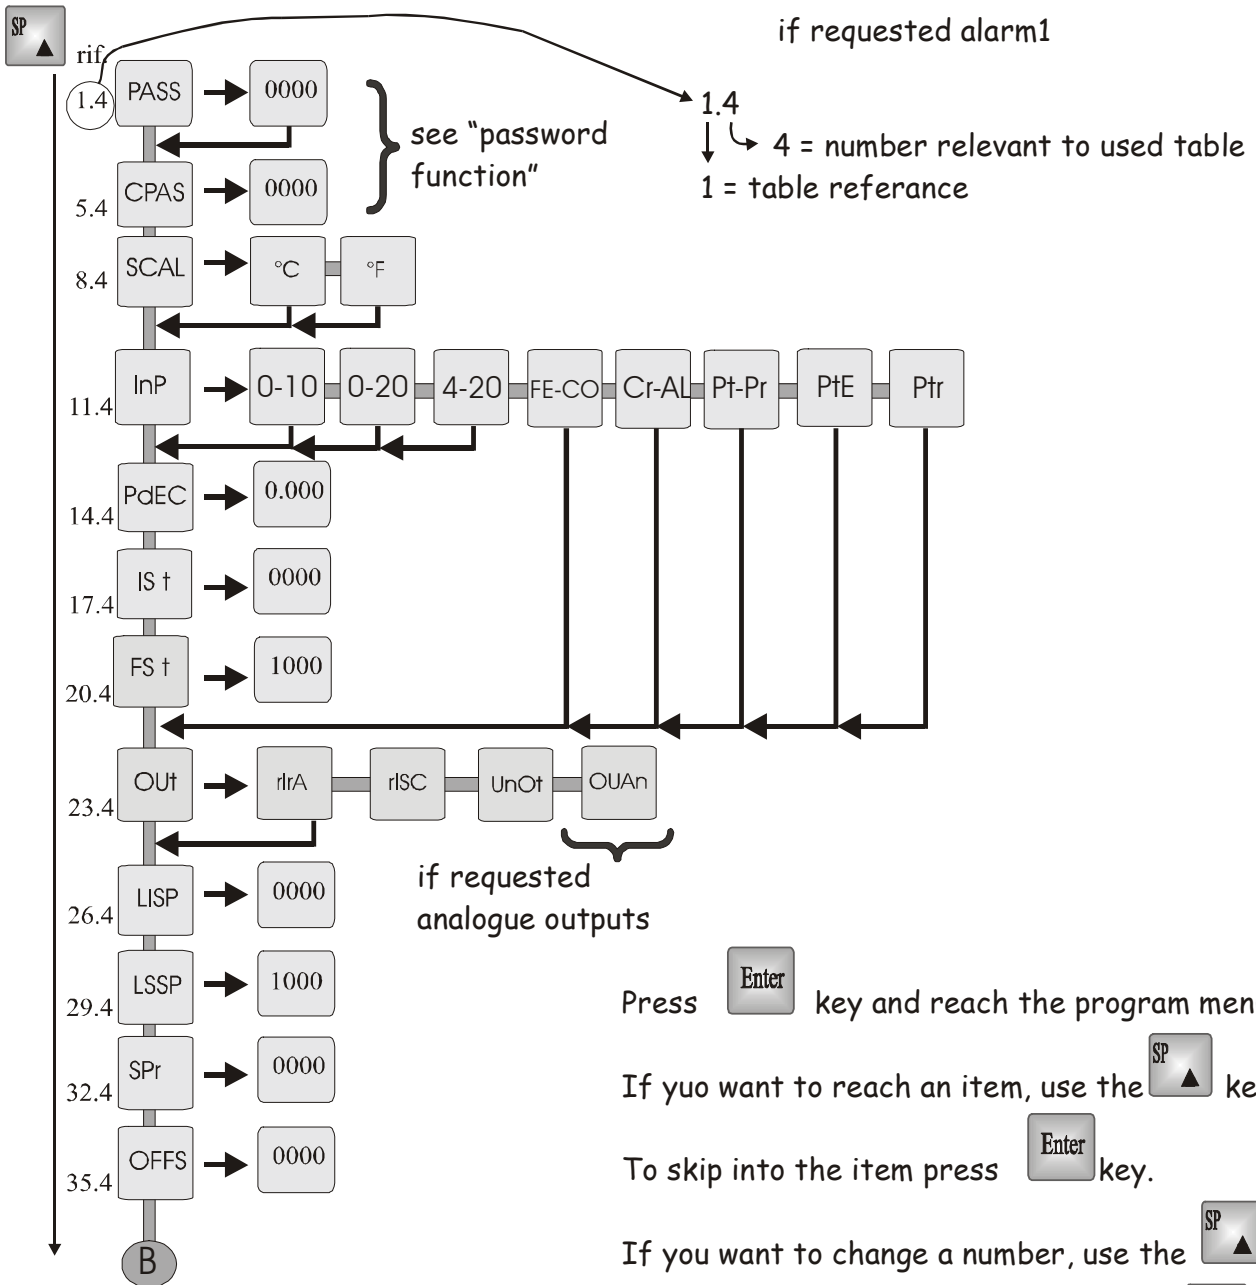 SP
if requested alarm1
rif.
1.4 PASS 0000
1.4
see “password
function”
4 = number relevant to used table
1 = table referance
5.4 CPAS 0000
8.4 SCAL °C °F
11.4 InP 0-10 0-20 4-20 FE-CO Cr-AL Pt-Pr PtE Ptr
14.4 PdEC 0.000
17.4 IS t 0000
20.4 FS t 1000
23.4 OUt rlrA rlSC UnOt OUAn
if requested
analogue outputs
26.4 LISP 0000
29.4 LSSP 1000
32.4 SPr 0000
35.4 OFFS 0000
B
Press Enter key and reach the program men
If yuo want to reach an item, use the SP ke
To skip into the item press Enter key.
If you want to change a number, use the SP